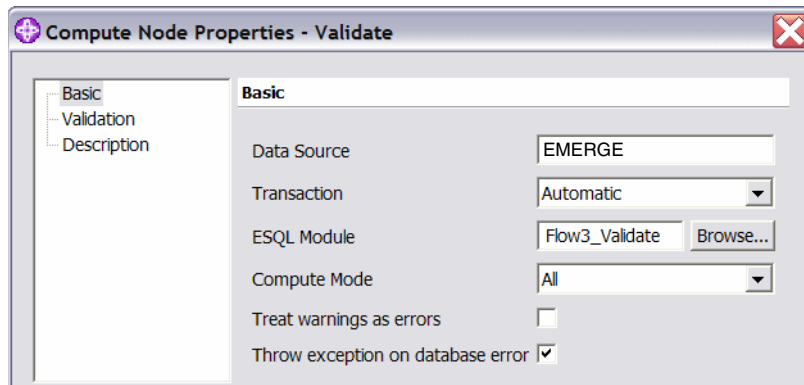 Compute Node Properties - Validate
Basic
Validation
Description
Basic
Data Source EMERGE
Transaction Automatic
ESQL Module Flow3_Validate Browse...
Compute Mode All
Treat warnings as errors
Throw exception on database error